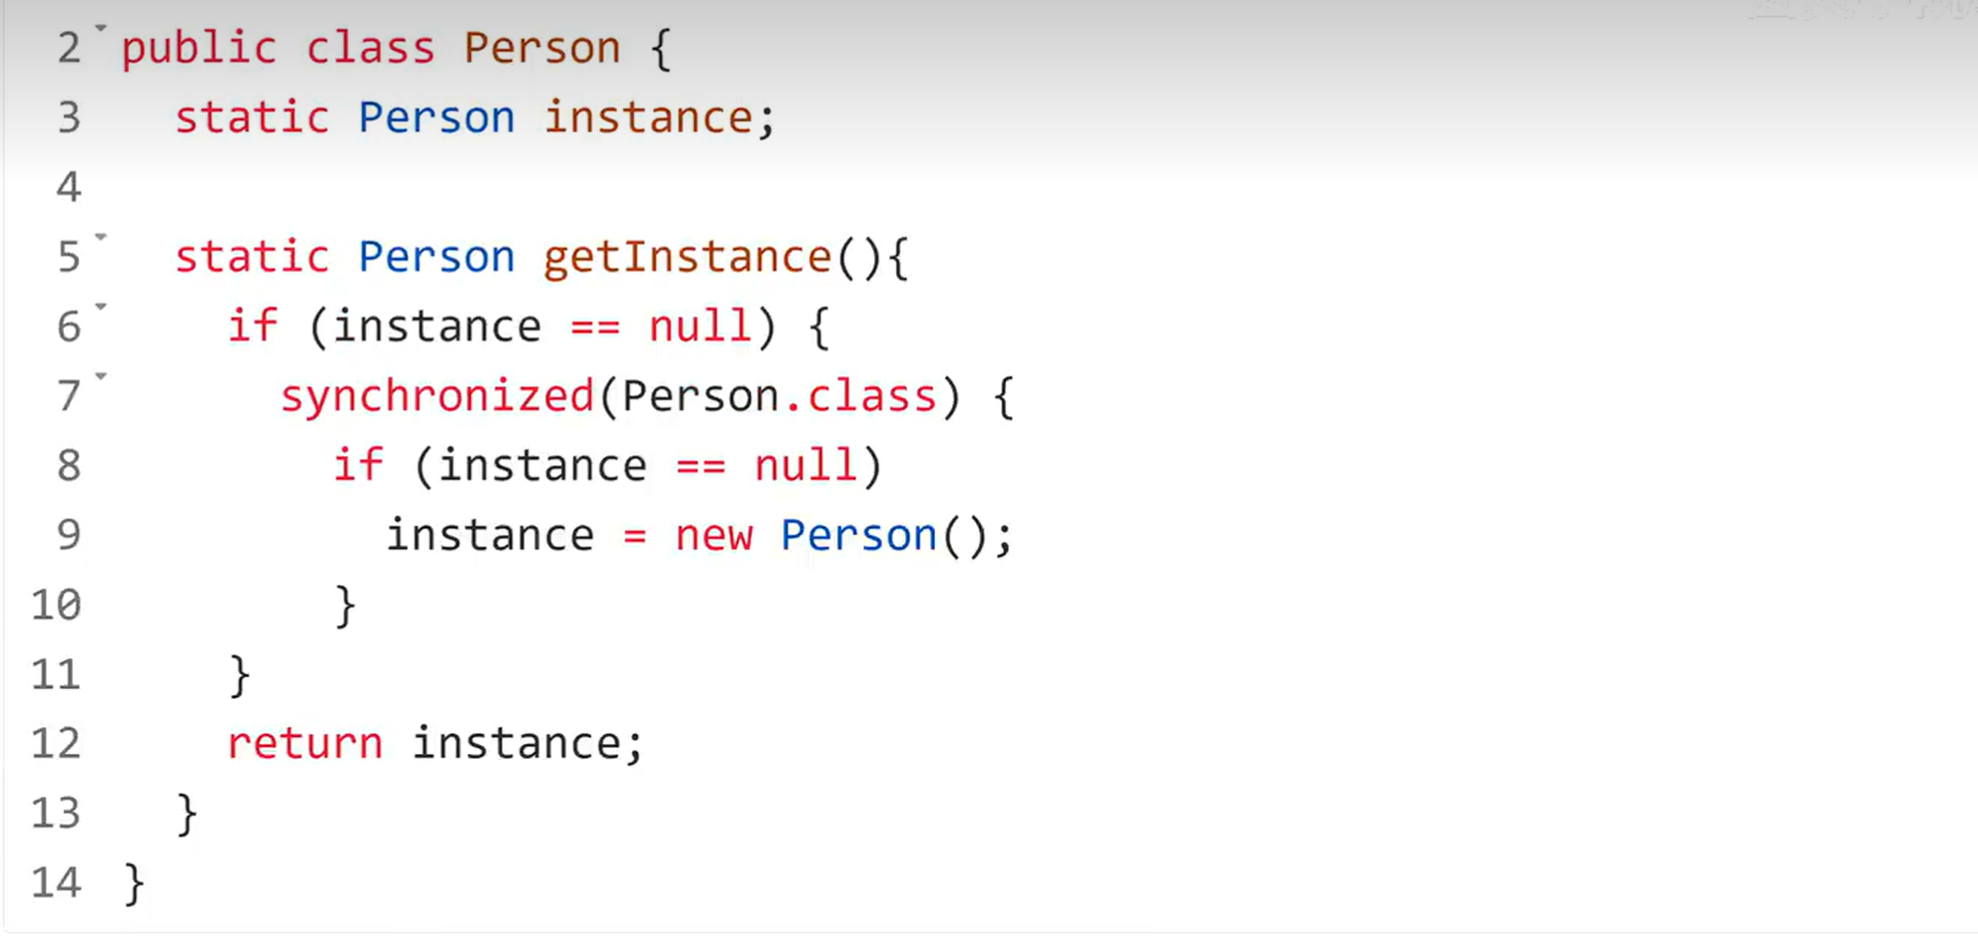 2 public class Person {
3   static Person instance;
4
5   static Person getInstance(){
6     if (instance == null) {
7       synchronized(Person.class) {
8         if (instance == null)
9           instance = new Person();
10         }
11     }
12     return instance;
13   }
14 }